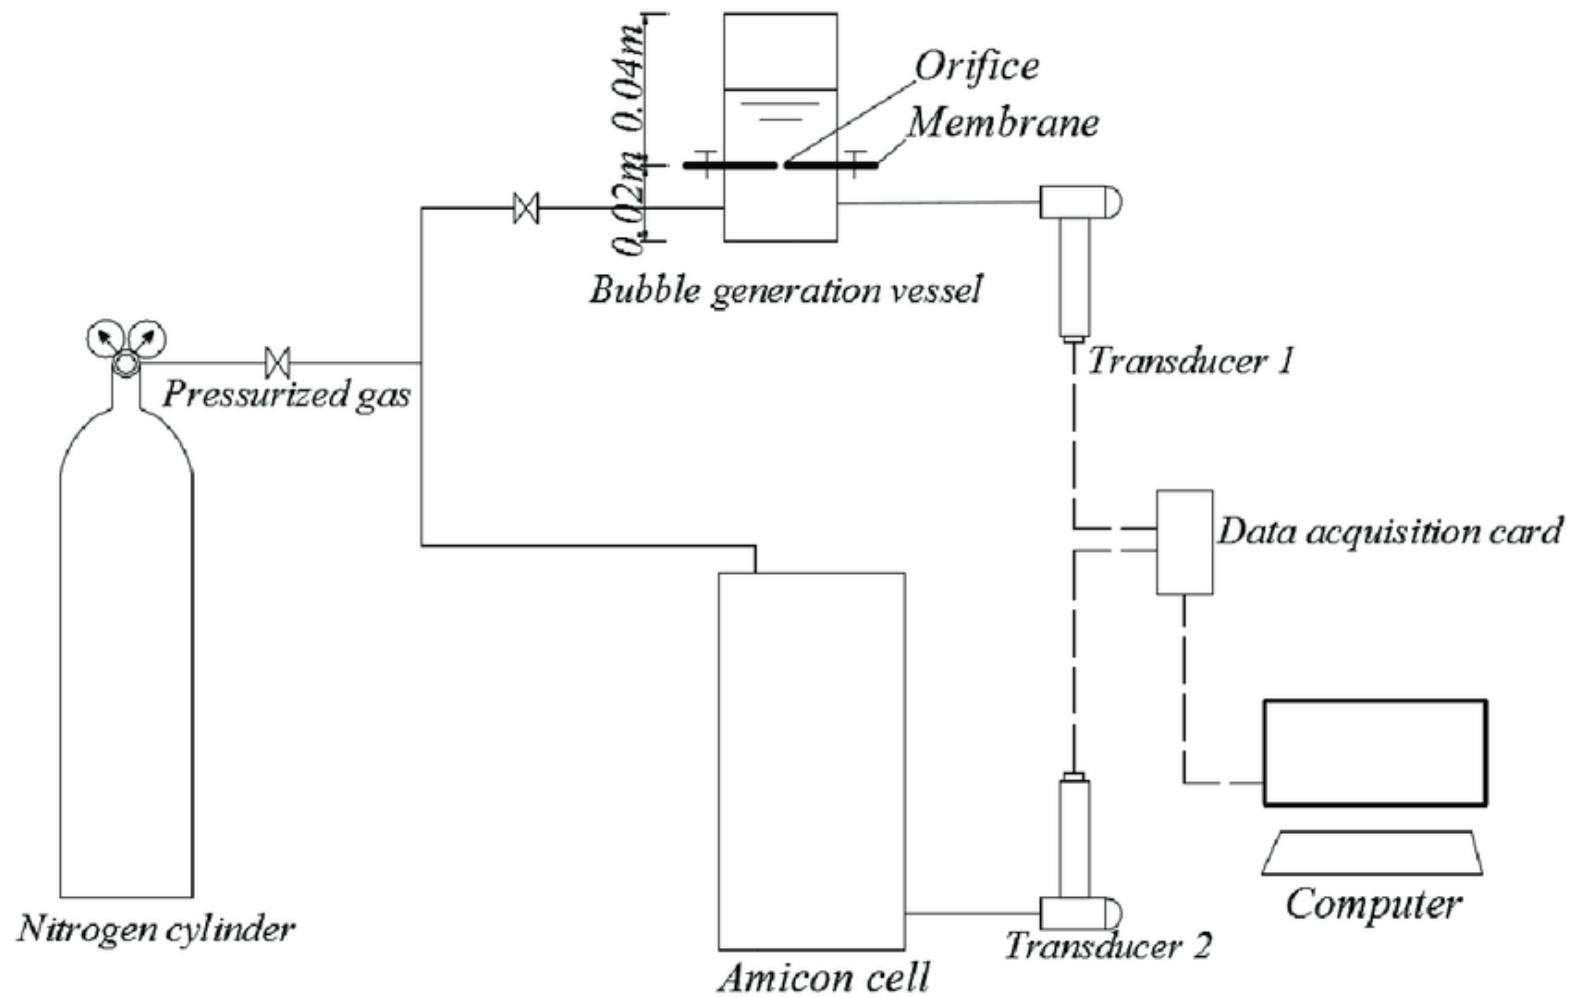 0.04m
Orifice
Membrane
0.02m
Bubble generation vessel
Transducer 1
Pressurized gas
Data acquisition card
Computer
Nitrogen cylinder
Transducer 2
Amicon cell